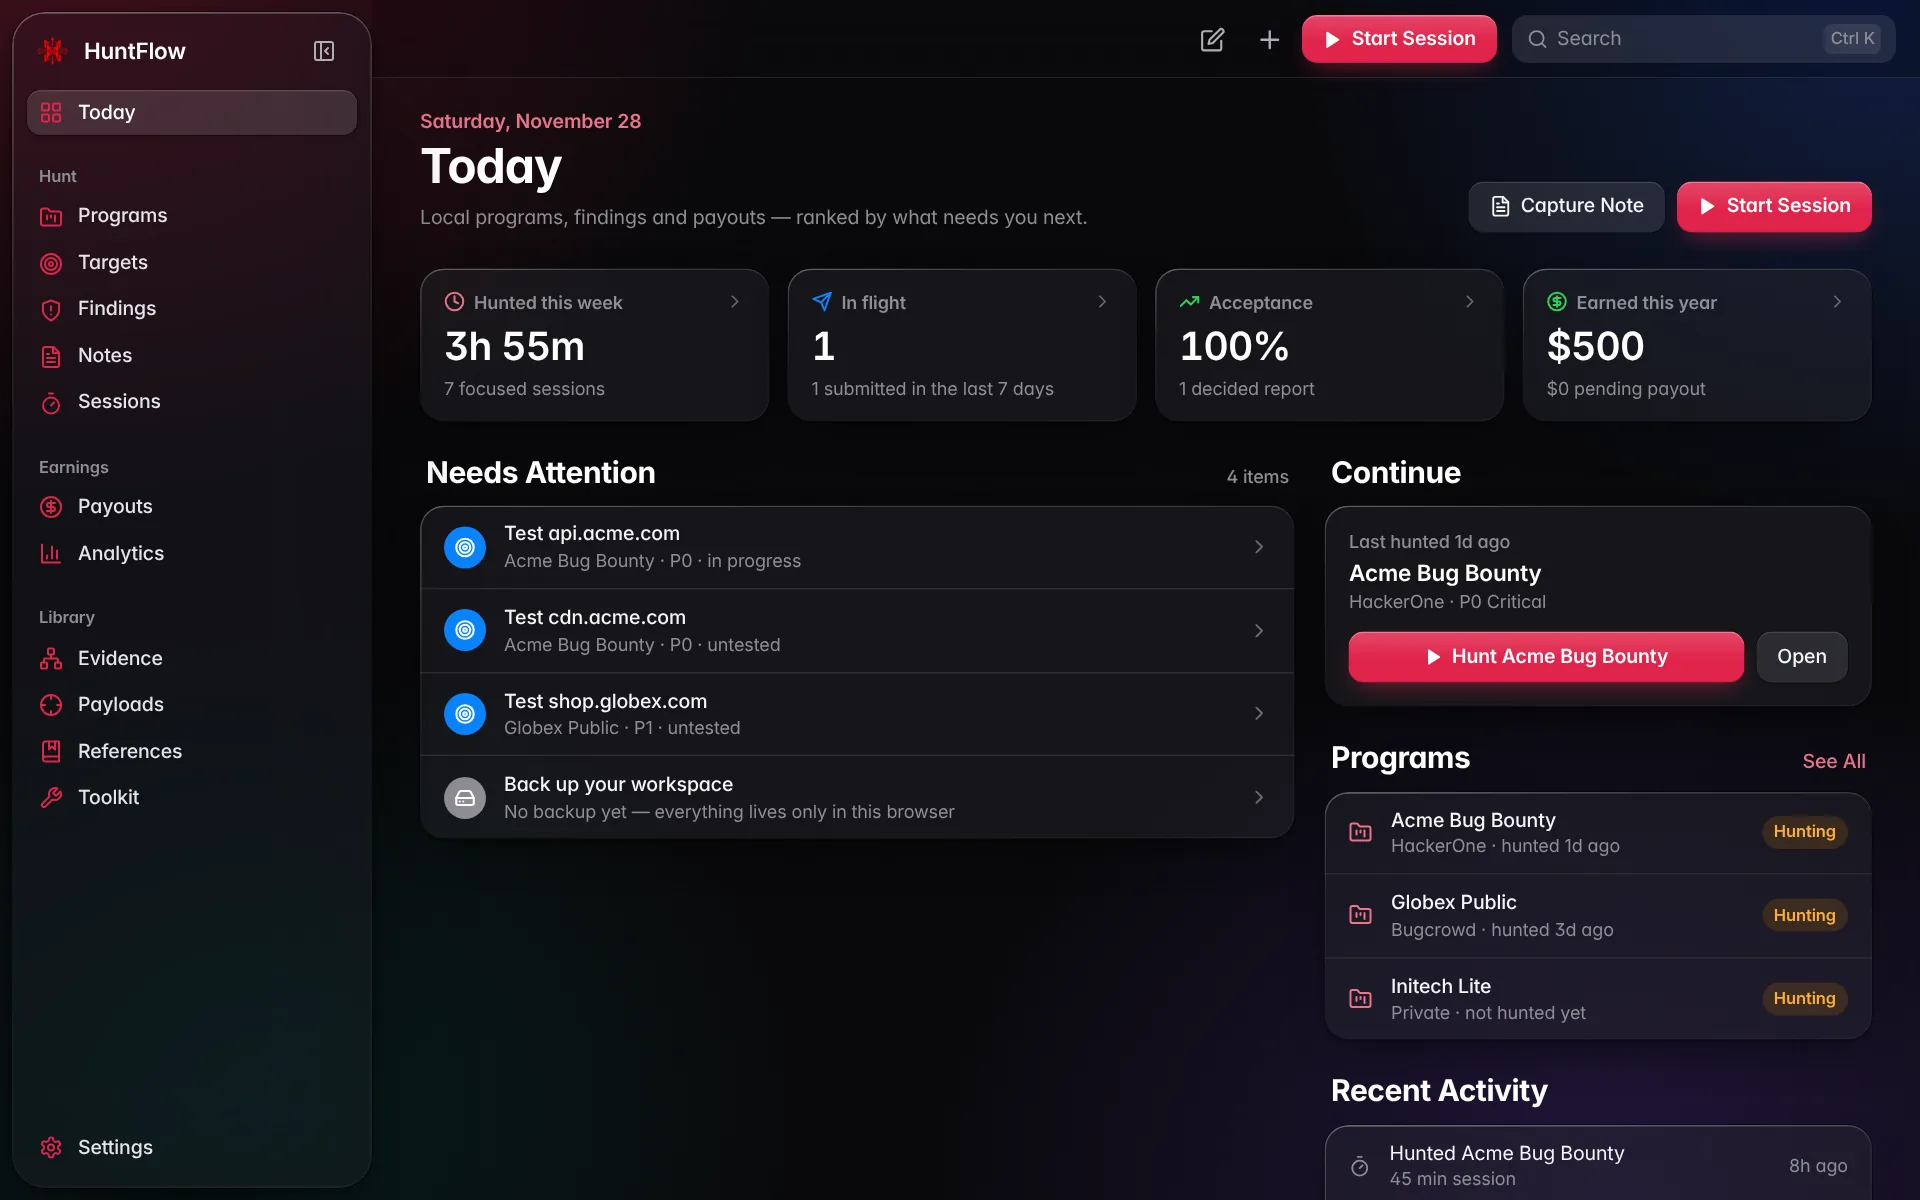 HuntFlow
Today
Hunt
Programs
Targets
Findings
Notes
Sessions
Earnings
Payouts
Analytics
Library
Evidence
Payloads
References
Toolkit
Settings
Start Session
Search
Ctrl K
Saturday, November 28
Today
Local programs, findings and payouts — ranked by what needs you next.
Capture Note
Start Session
Hunted this week
3h 55m
7 focused sessions
In flight
1
1 submitted in the last 7 days
Acceptance
100%
1 decided report
Earned this year
$500
$0 pending payout
Needs Attention
4 items
Test api.acme.com
Acme Bug Bounty · P0 · in progress
Test cdn.acme.com
Acme Bug Bounty · P0 · untested
Test shop.globex.com
Globex Public · P1 · untested
Back up your workspace
No backup yet — everything lives only in this browser
Continue
Last hunted 1d ago
Acme Bug Bounty
HackerOne · P0 Critical
Hunt Acme Bug Bounty
Open
Programs
See All
Acme Bug Bounty
HackerOne · hunted 1d ago
Hunting
Globex Public
Bugcrowd · hunted 3d ago
Hunting
Initech Lite
Private · not hunted yet
Hunting
Recent Activity
Hunted Acme Bug Bounty
45 min session
8h ago